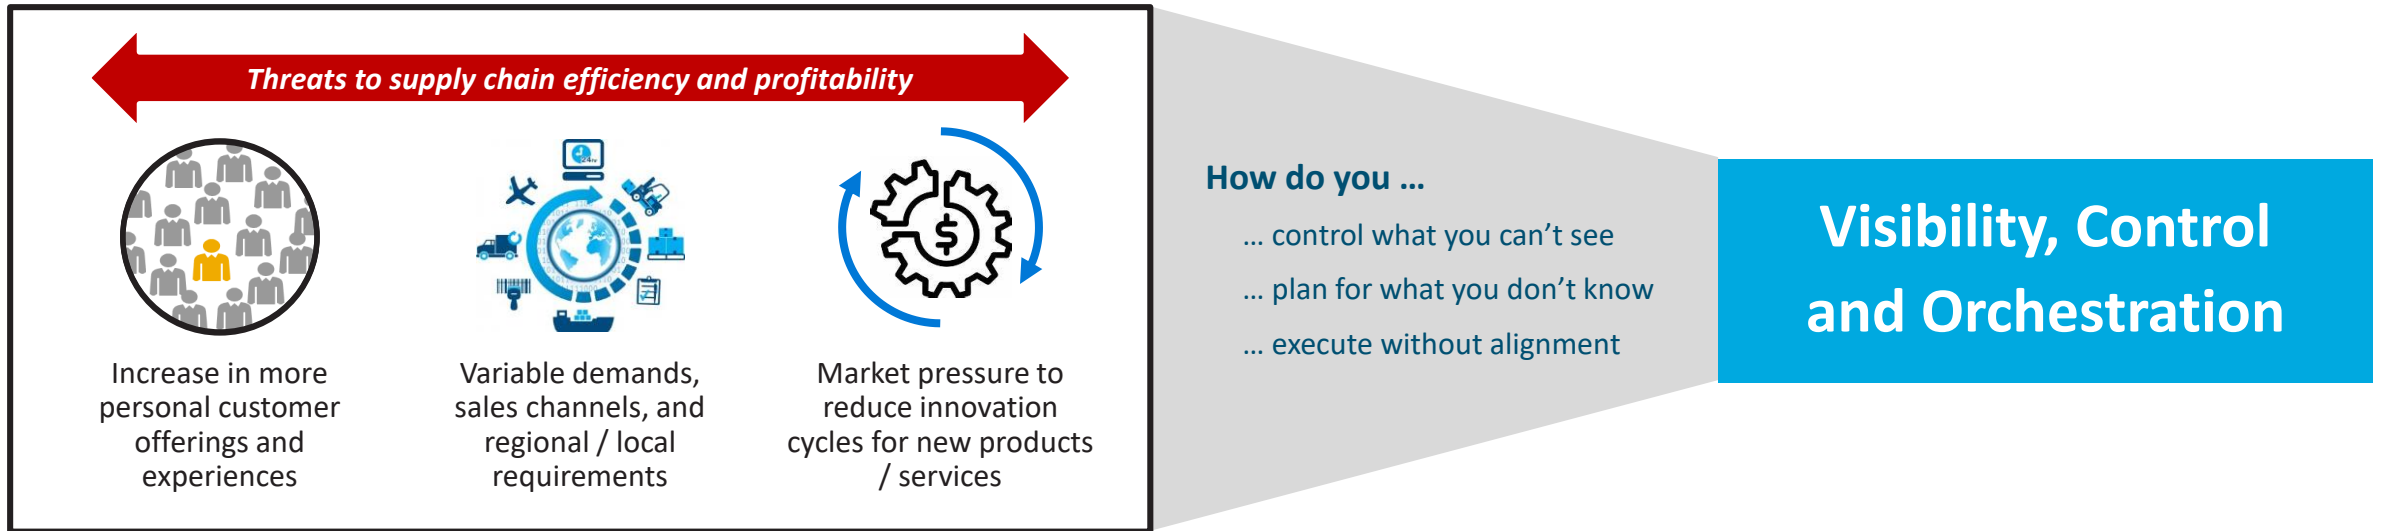 Threats to supply chain efficiency and profitability
24hr
Increase in more
personal customer
offerings and
experiences
Variable demands,
sales channels, and
regional / local
requirements
$
Market pressure to
reduce innovation
cycles for new products
/ services
How do you …
… control what you can’t see
… plan for what you don’t know
… execute without alignment
Visibility, Control
and Orchestration